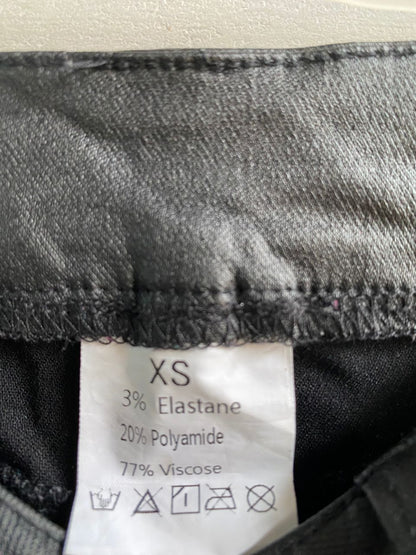 XS
3% Elastane
20% Polyamide
77% Viscose